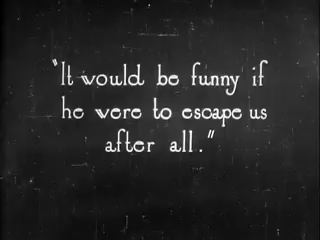 "It would be funny if
he were to escape us
after all."